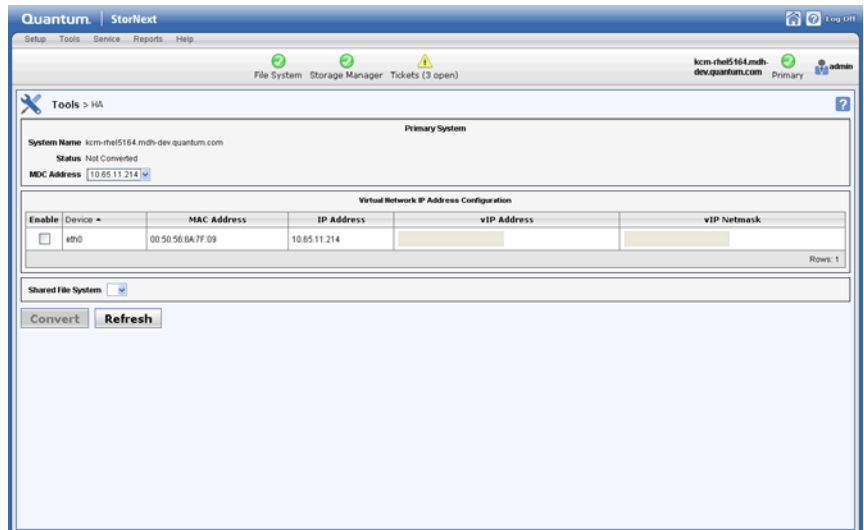 Quantum. | StorNext
Log Off
Setup Tools Service Reports Help
File System Storage Manager Tickets (3 open)
kcm-rhel5164.mdh-
dev.quantum.com
Primary
admin
Tools > HA
?
Primary System
System Name kcm-rhel5164.mdh-dev.quantum.com
Status Not Converted
MDC Address 10.65.11.214
Virtual Network IP Address Configuration
Enable Device MAC Address IP Address vIP Address vIP Netmask
eth0 00:50:56:8A:7F:09 10.65.11.214
Rows: 1
Shared File System
Convert Refresh